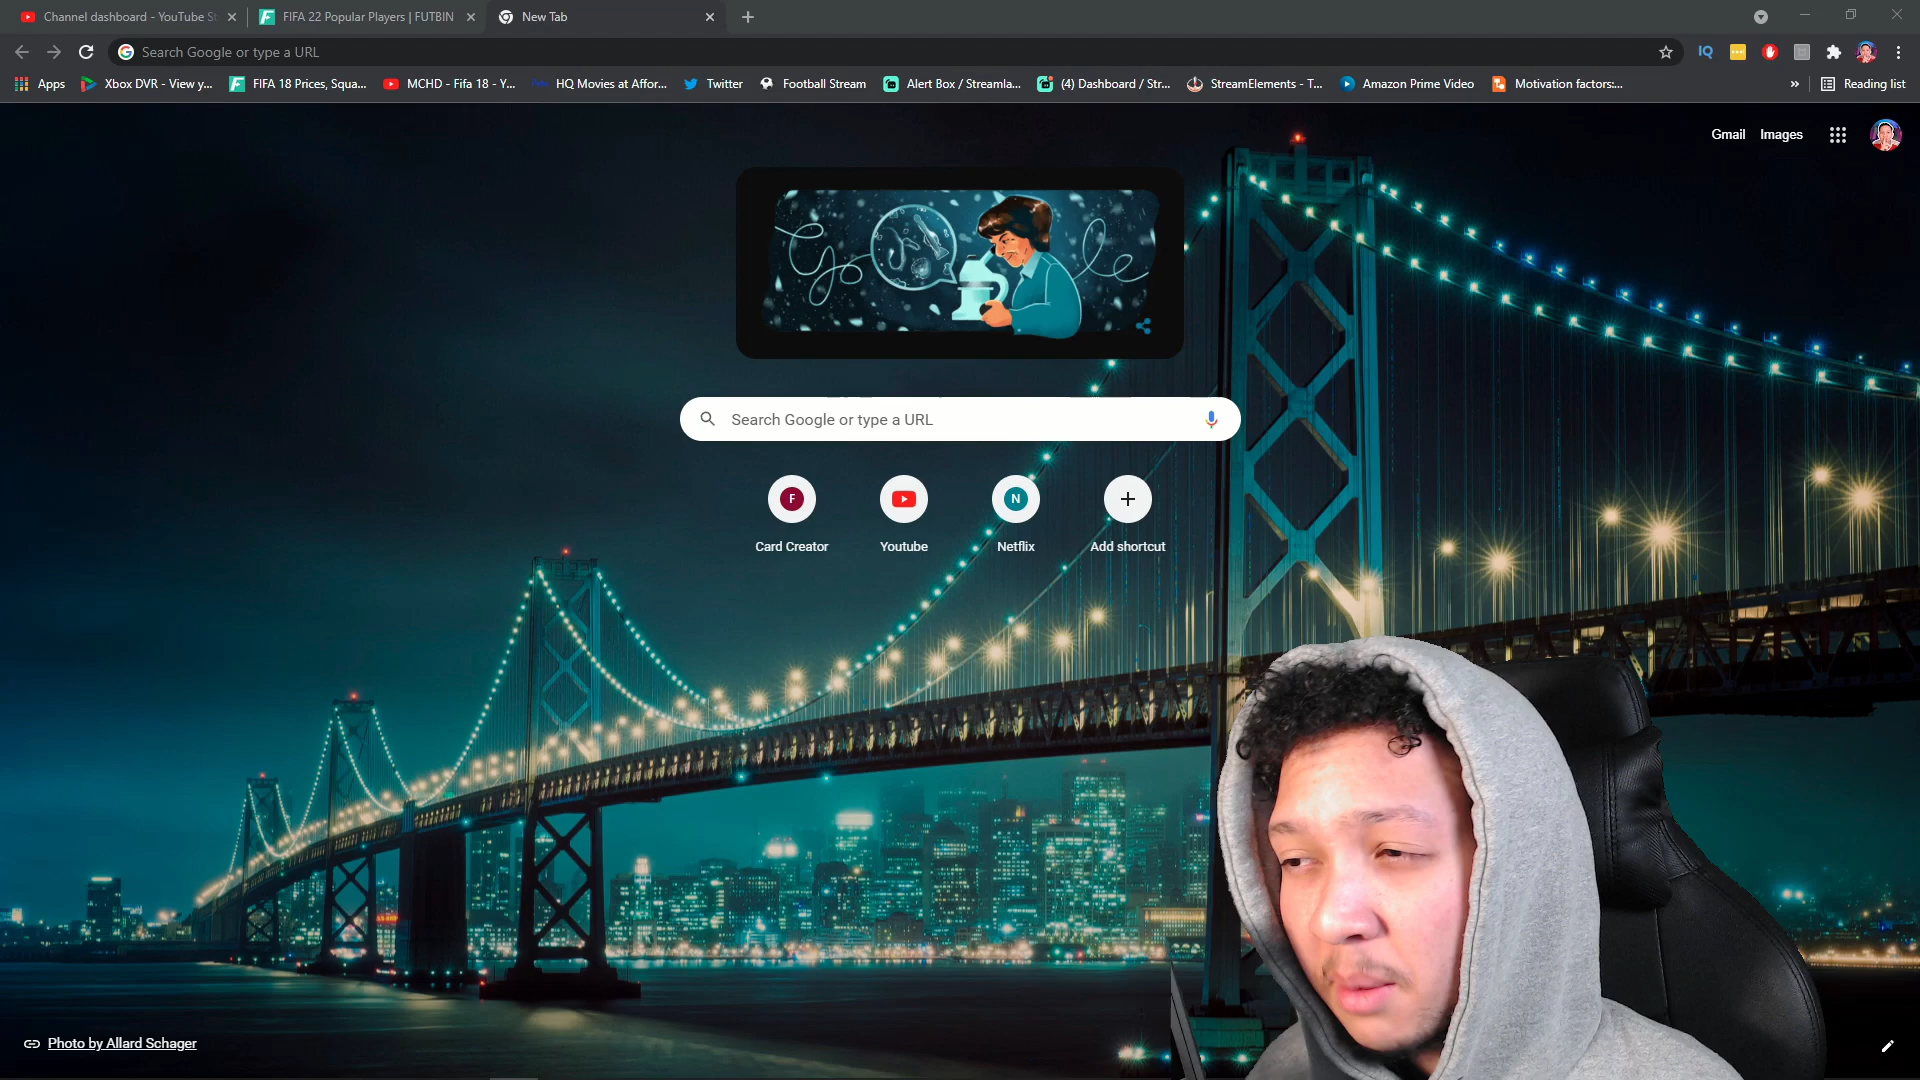 Channel dashboard - YouTube St
FIFA 22 Popular Players | FUTBIN
New Tab
Search Google or type a URL
IQ
Apps
Xbox DVR - View y...
FIFA 18 Prices, Squa...
MCHD - Fifa 18 - Y...
HQ Movies at Affor...
Twitter
Football Stream
Alert Box / Streamla...
(4) Dashboard / Str...
StreamElements - T...
Amazon Prime Video
Motivation factors:...
»
Reading list
Gmail
Images
Search Google or type a URL
F
N
Card Creator
Youtube
Netflix
Add shortcut
Photo by Allard Schager